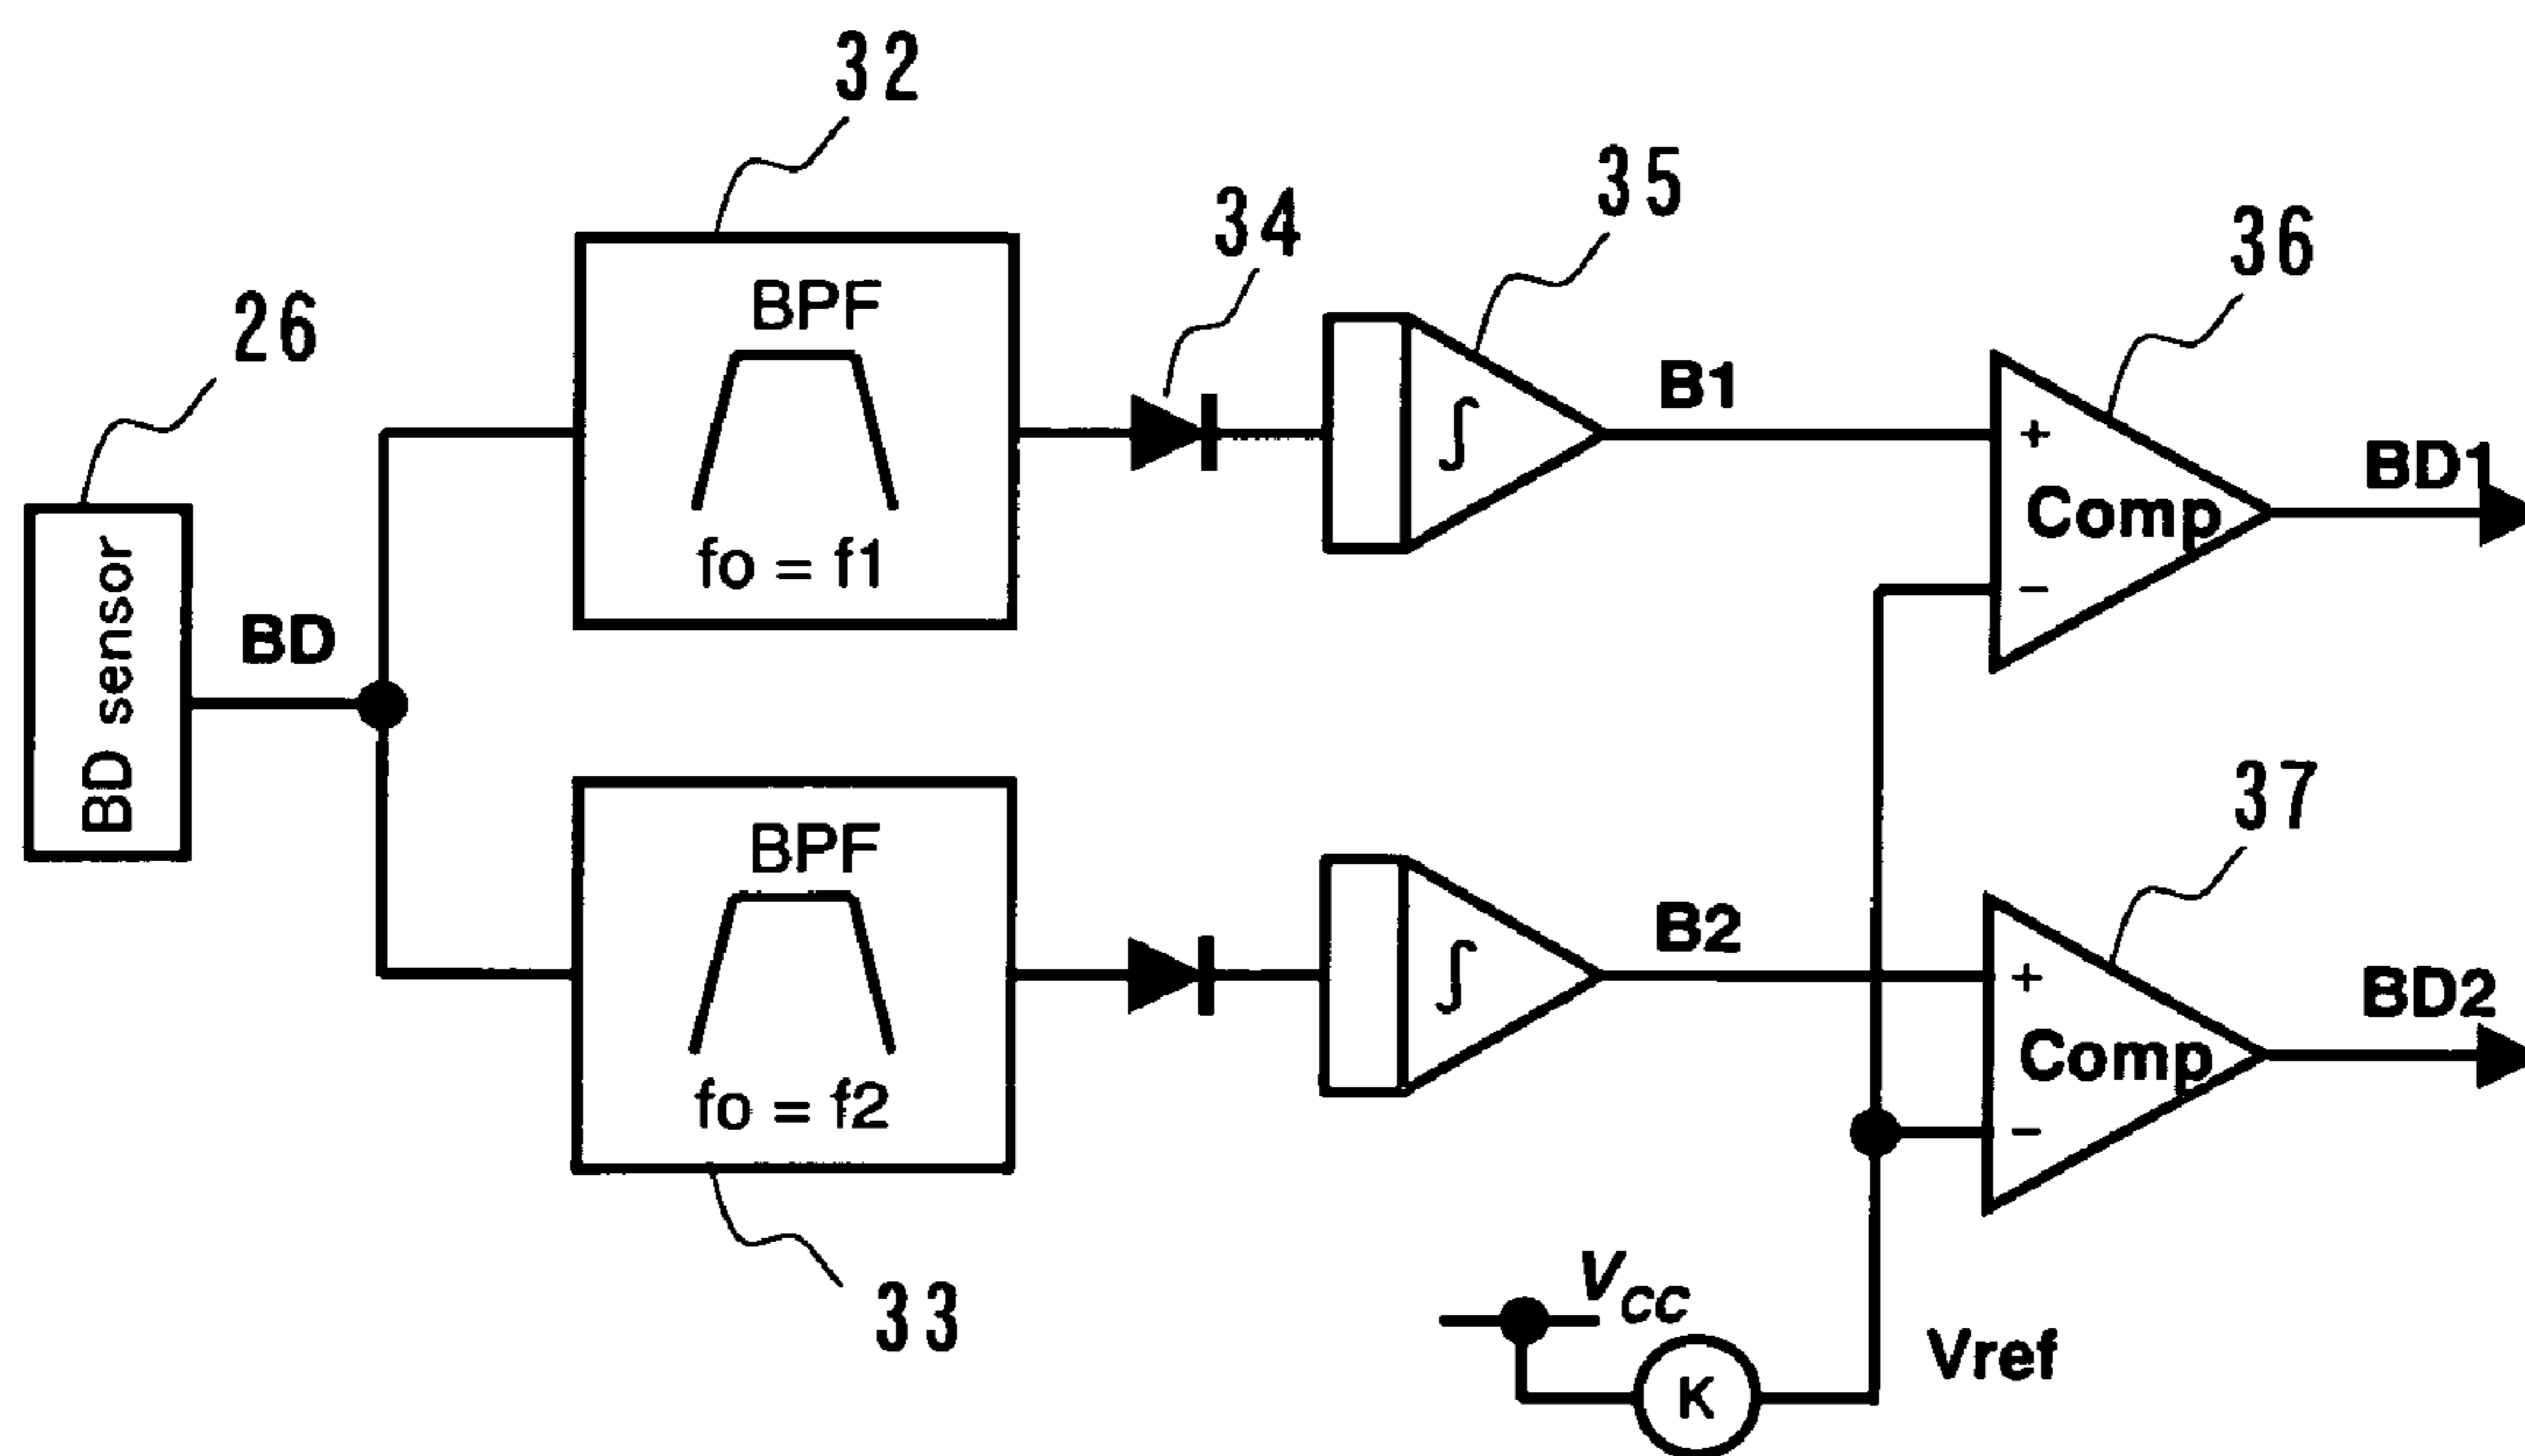 32
34
35
36
26
BPF
fo = f1
B1
+
Comp
−
BD1
BD sensor
BD
BPF
fo = f2
B2
37
+
Comp
−
BD2
33
VCC
K
Vref
∫
∫